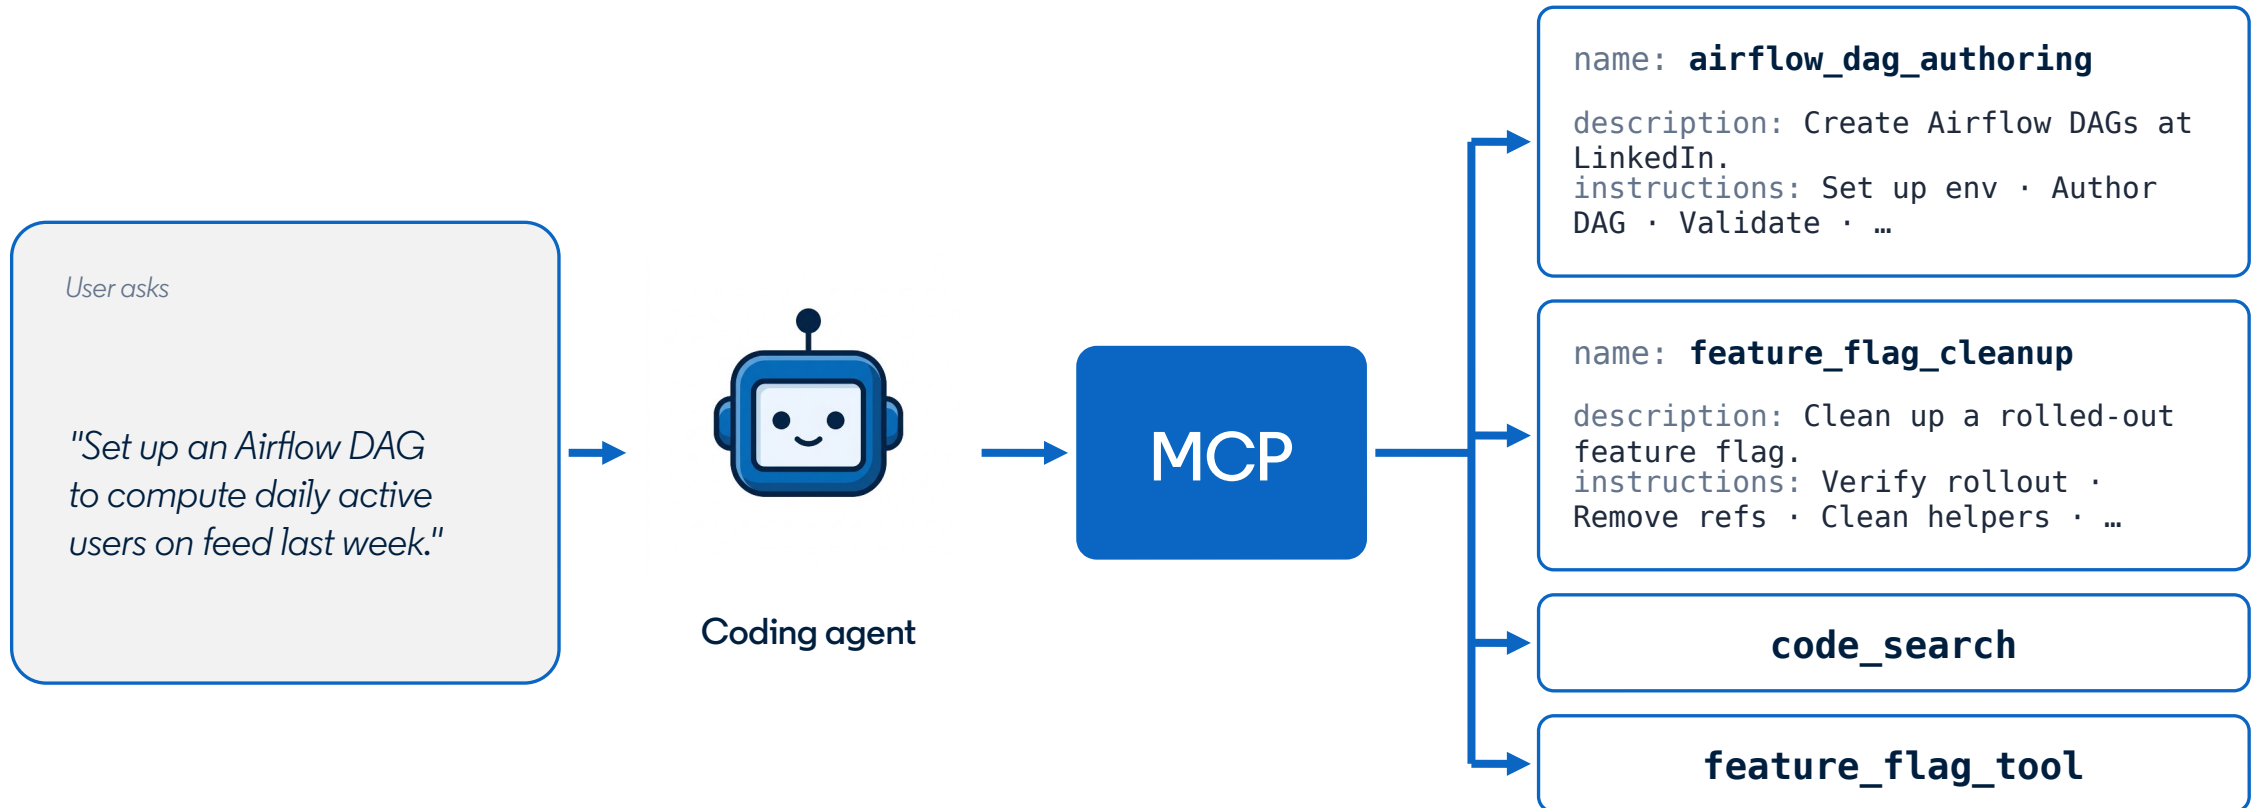 User asks
"Set up an Airflow DAG
to compute daily active
users on feed last week."
Coding agent
MCP
name: airflow_dag_authoring
description: Create Airflow DAGs at
LinkedIn.
instructions: Set up env · Author
DAG · Validate · …
name: feature_flag_cleanup
description: Clean up a rolled-out
feature flag.
instructions: Verify rollout ·
Remove refs · Clean helpers · …
code_search
feature_flag_tool